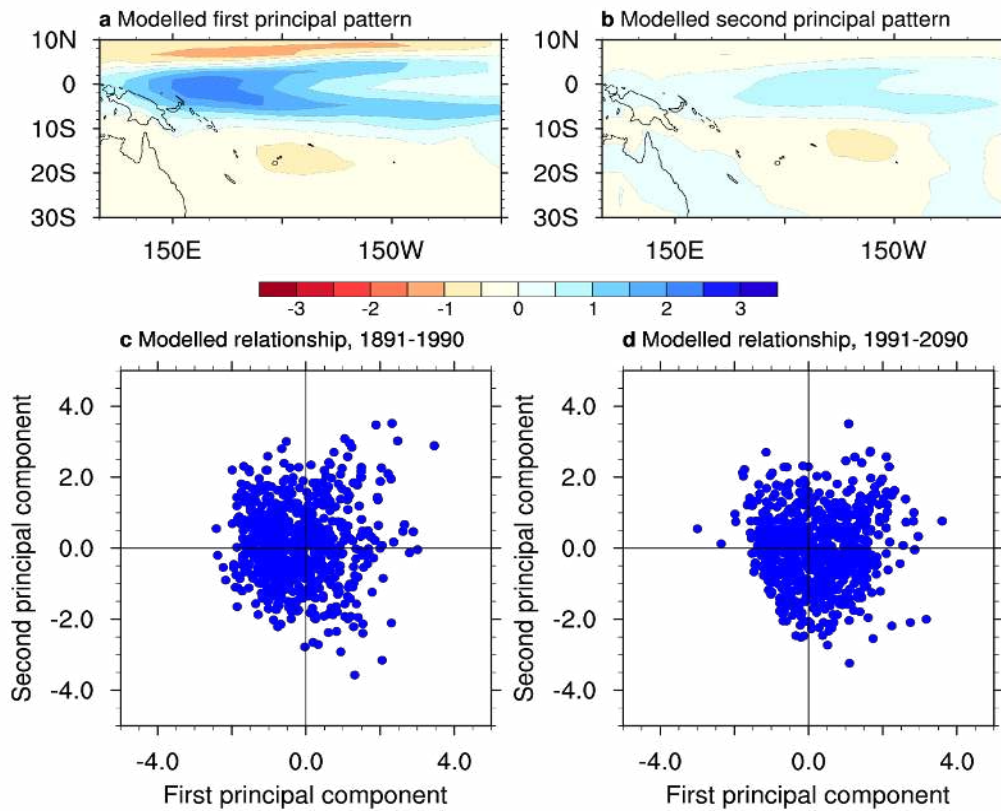 a Modelled first principal pattern
b Modelled second principal pattern
10N
0
10S
20S
30S
150E 150W
10N
0
10S
20S
30S
150E 150W
-3 -2 -1 0 1 2 3
c Modelled relationship, 1891-1990
d Modelled relationship, 1991-2090
Second principal component
4.0
2.0
0.0
-2.0
-4.0
-4.0 0.0 4.0
First principal component
Second principal component
4.0
2.0
0.0
-2.0
-4.0
-4.0 0.0 4.0
First principal component